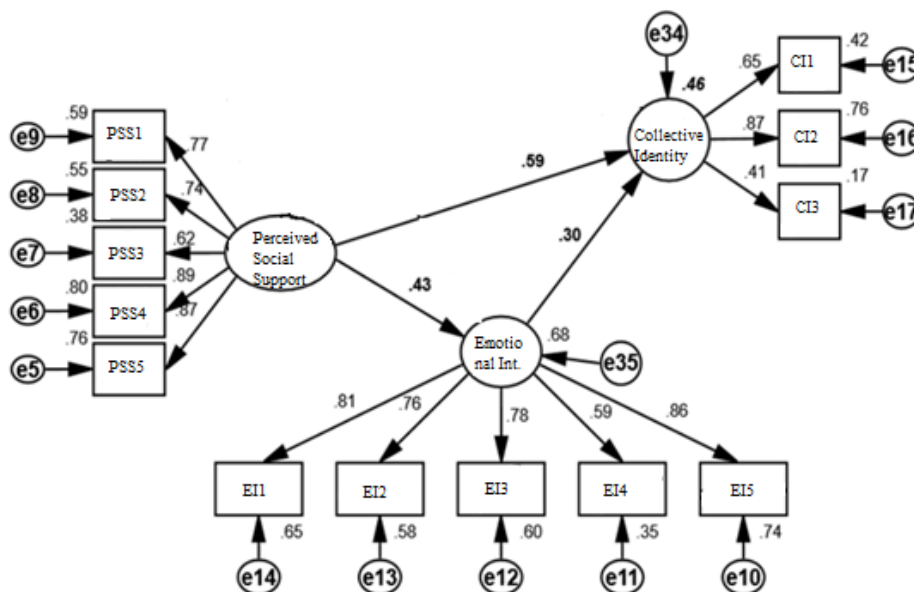 e34
.46
Collective
Identity
.65
.87
.41
CI1
.42
e15
CI2
.76
e16
CI3
.17
e17
.59
e9
PSS1
.77
.55
e8
PSS2
.74
.38
e7
PSS3
.62
.80
e6
PSS4
.89
.76
e5
PSS5
.87
Perceived
Social
Support
.59
.43
.30
Emotio
nal Int.
.68
e35
.81
.76
.78
.59
.86
EI1
EI2
EI3
EI4
EI5
.65
.58
.60
.35
.74
e14
e13
e12
e11
e10